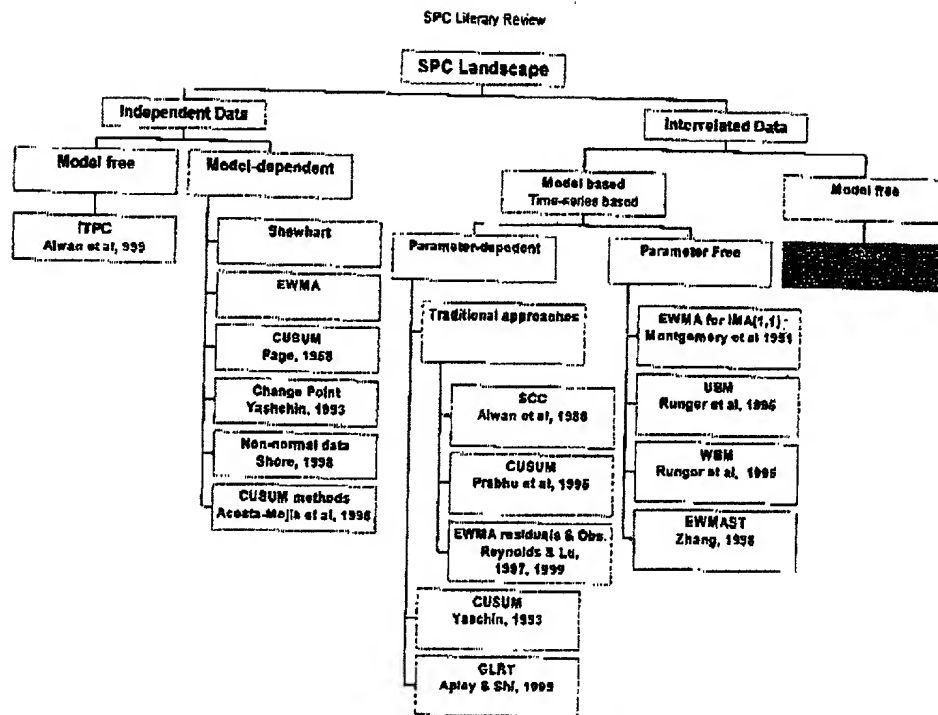 SPC Literary Review
SPC Landscape
Independent Data
Interrelated Data
Model free
Model-dependent
Model based
Time-series based
Model free
ITPC
Alwan et al, 999
Shewhart
EWMA
CUSUM
Page, 1958
Change Point
Yashchin, 1993
Non-normal data
Shore, 1998
CUSUM methods
Acosta-Mejia et al, 1998
Parameter-dependent
Parameter Free
Traditional approaches
SCC
Alwan et al, 1988
CUSUM
Prabhu et al, 1995
EWMA residuals & Obs.
Reynolds & Lu,
1997, 1999
CUSUM
Yaschin, 1993
GLRT
Apley & Shi, 1995
EWMA for IMA(1,1) -
Montgomery et al 1991
UBM
Runger et al, 1995
WBM
Runger et al, 1995
EWMAST
Zhang, 1998